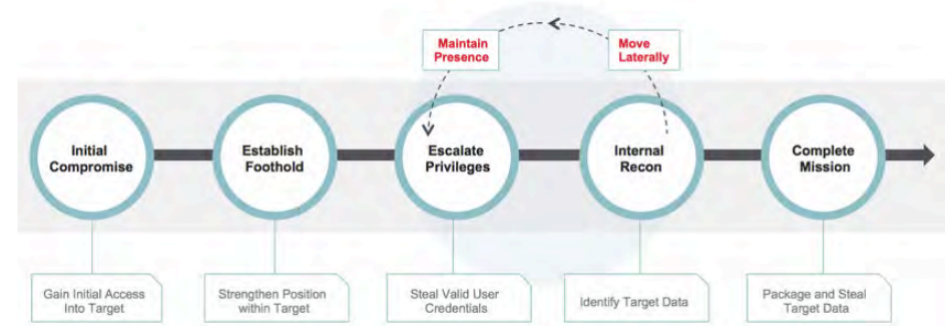 Maintain
Presence
Move
Laterally
Initial
Compromise
Establish
Foothold
Escalate
Privileges
Internal
Recon
Complete
Mission
Gain Initial Access
Into Target
Strengthen Position
within Target
Steal Valid User
Credentials
Identify Target Data
Package and Steal
Target Data